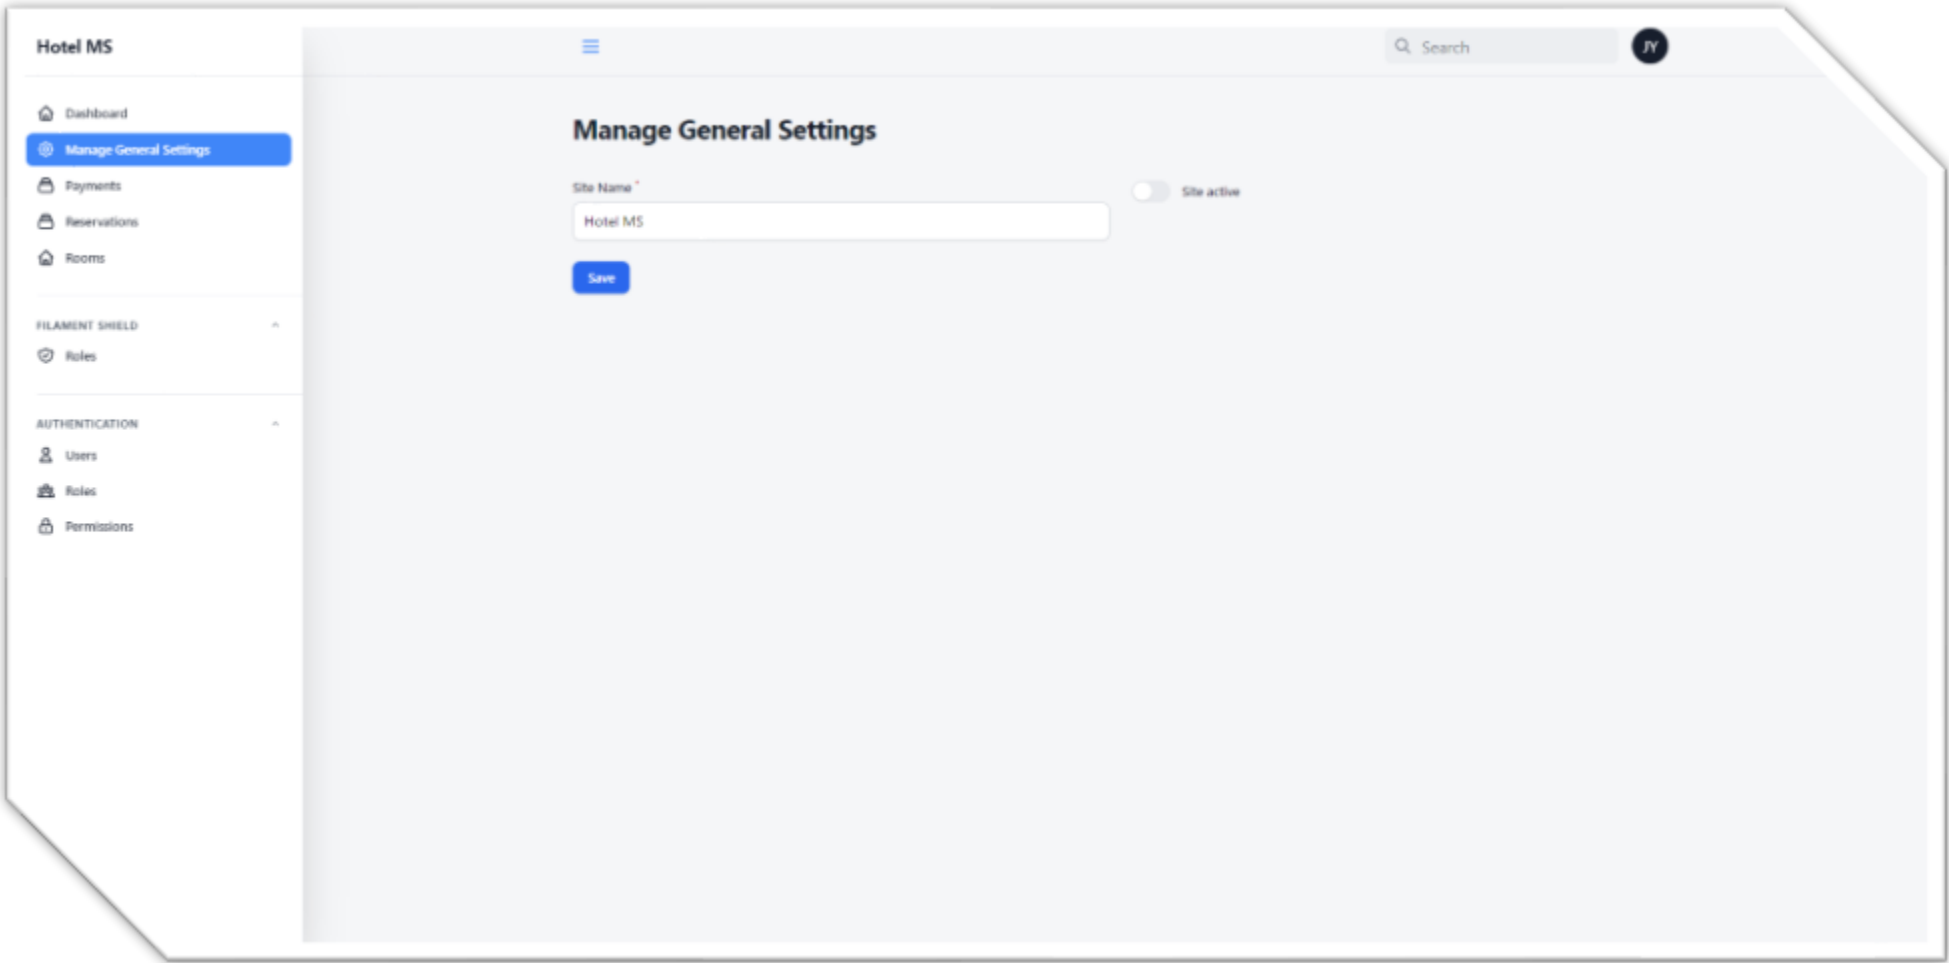 Hotel MS
Search
JY
Dashboard
Manage General Settings
Payments
Reservations
Rooms
FILAMENT SHIELD
Roles
AUTHENTICATION
Users
Roles
Permissions
Manage General Settings
Site Name *
Hotel MS
Site active
Save